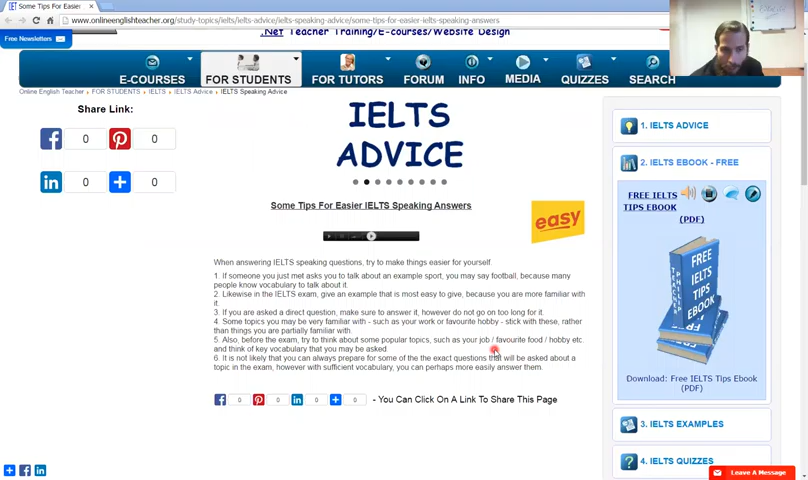 Some Tips For Easier
www.onlineenglishteacher.org/study-topics/ielts/ielts-advice/ielts-speaking-advice/some-tips-for-easier-ielts-speaking-answers
Free Newsletters
.Net Teacher Training/E-courses/Website Design
E-COURSES
FOR STUDENTS
FOR TUTORS
FORUM
INFO
MEDIA
QUIZZES
SEARCH
Online English Teacher FOR STUDENTS IELTS IELTS Advice IELTS Speaking Advice
Share Link:
0
0
0
0
IELTS
ADVICE
Some Tips For Easier IELTS Speaking Answers
easy
When answering IELTS speaking questions, try to make things easier for yourself.
1. If someone you just met asks you to talk about an example sport, you may say football, because many
people know vocabulary to talk about it.
2. Likewise in the IELTS exam, give an example that is most easy to give, because you are more familiar with
it.
3. If you are asked a direct question, make sure to answer it, however do not go on too long for it.
4. Some topics you may be very familiar with - such as your work or favourite hobby - stick with these, rather
than things you are partially familiar with.
5. Also, before the exam, try to think about some popular topics, such as your job / favourite food / hobby etc.
and think of key vocabulary that you may be asked.
6. It is not likely that you can always prepare for some of the the exact questions that will be asked about a
topic in the exam, however with sufficient vocabulary, you can perhaps more easily answer them.
0 0 0 0 - You Can Click On A Link To Share This Page
1. IELTS ADVICE
2. IELTS EBOOK - FREE
FREE IELTS
TIPS EBOOK
(PDF)
TEACHER
PHILIP
FREE
IELTS
TIPS
EBOOK
Download: Free IELTS Tips Ebook
(PDF)
3. IELTS EXAMPLES
4. IELTS QUIZZES
Leave A Message